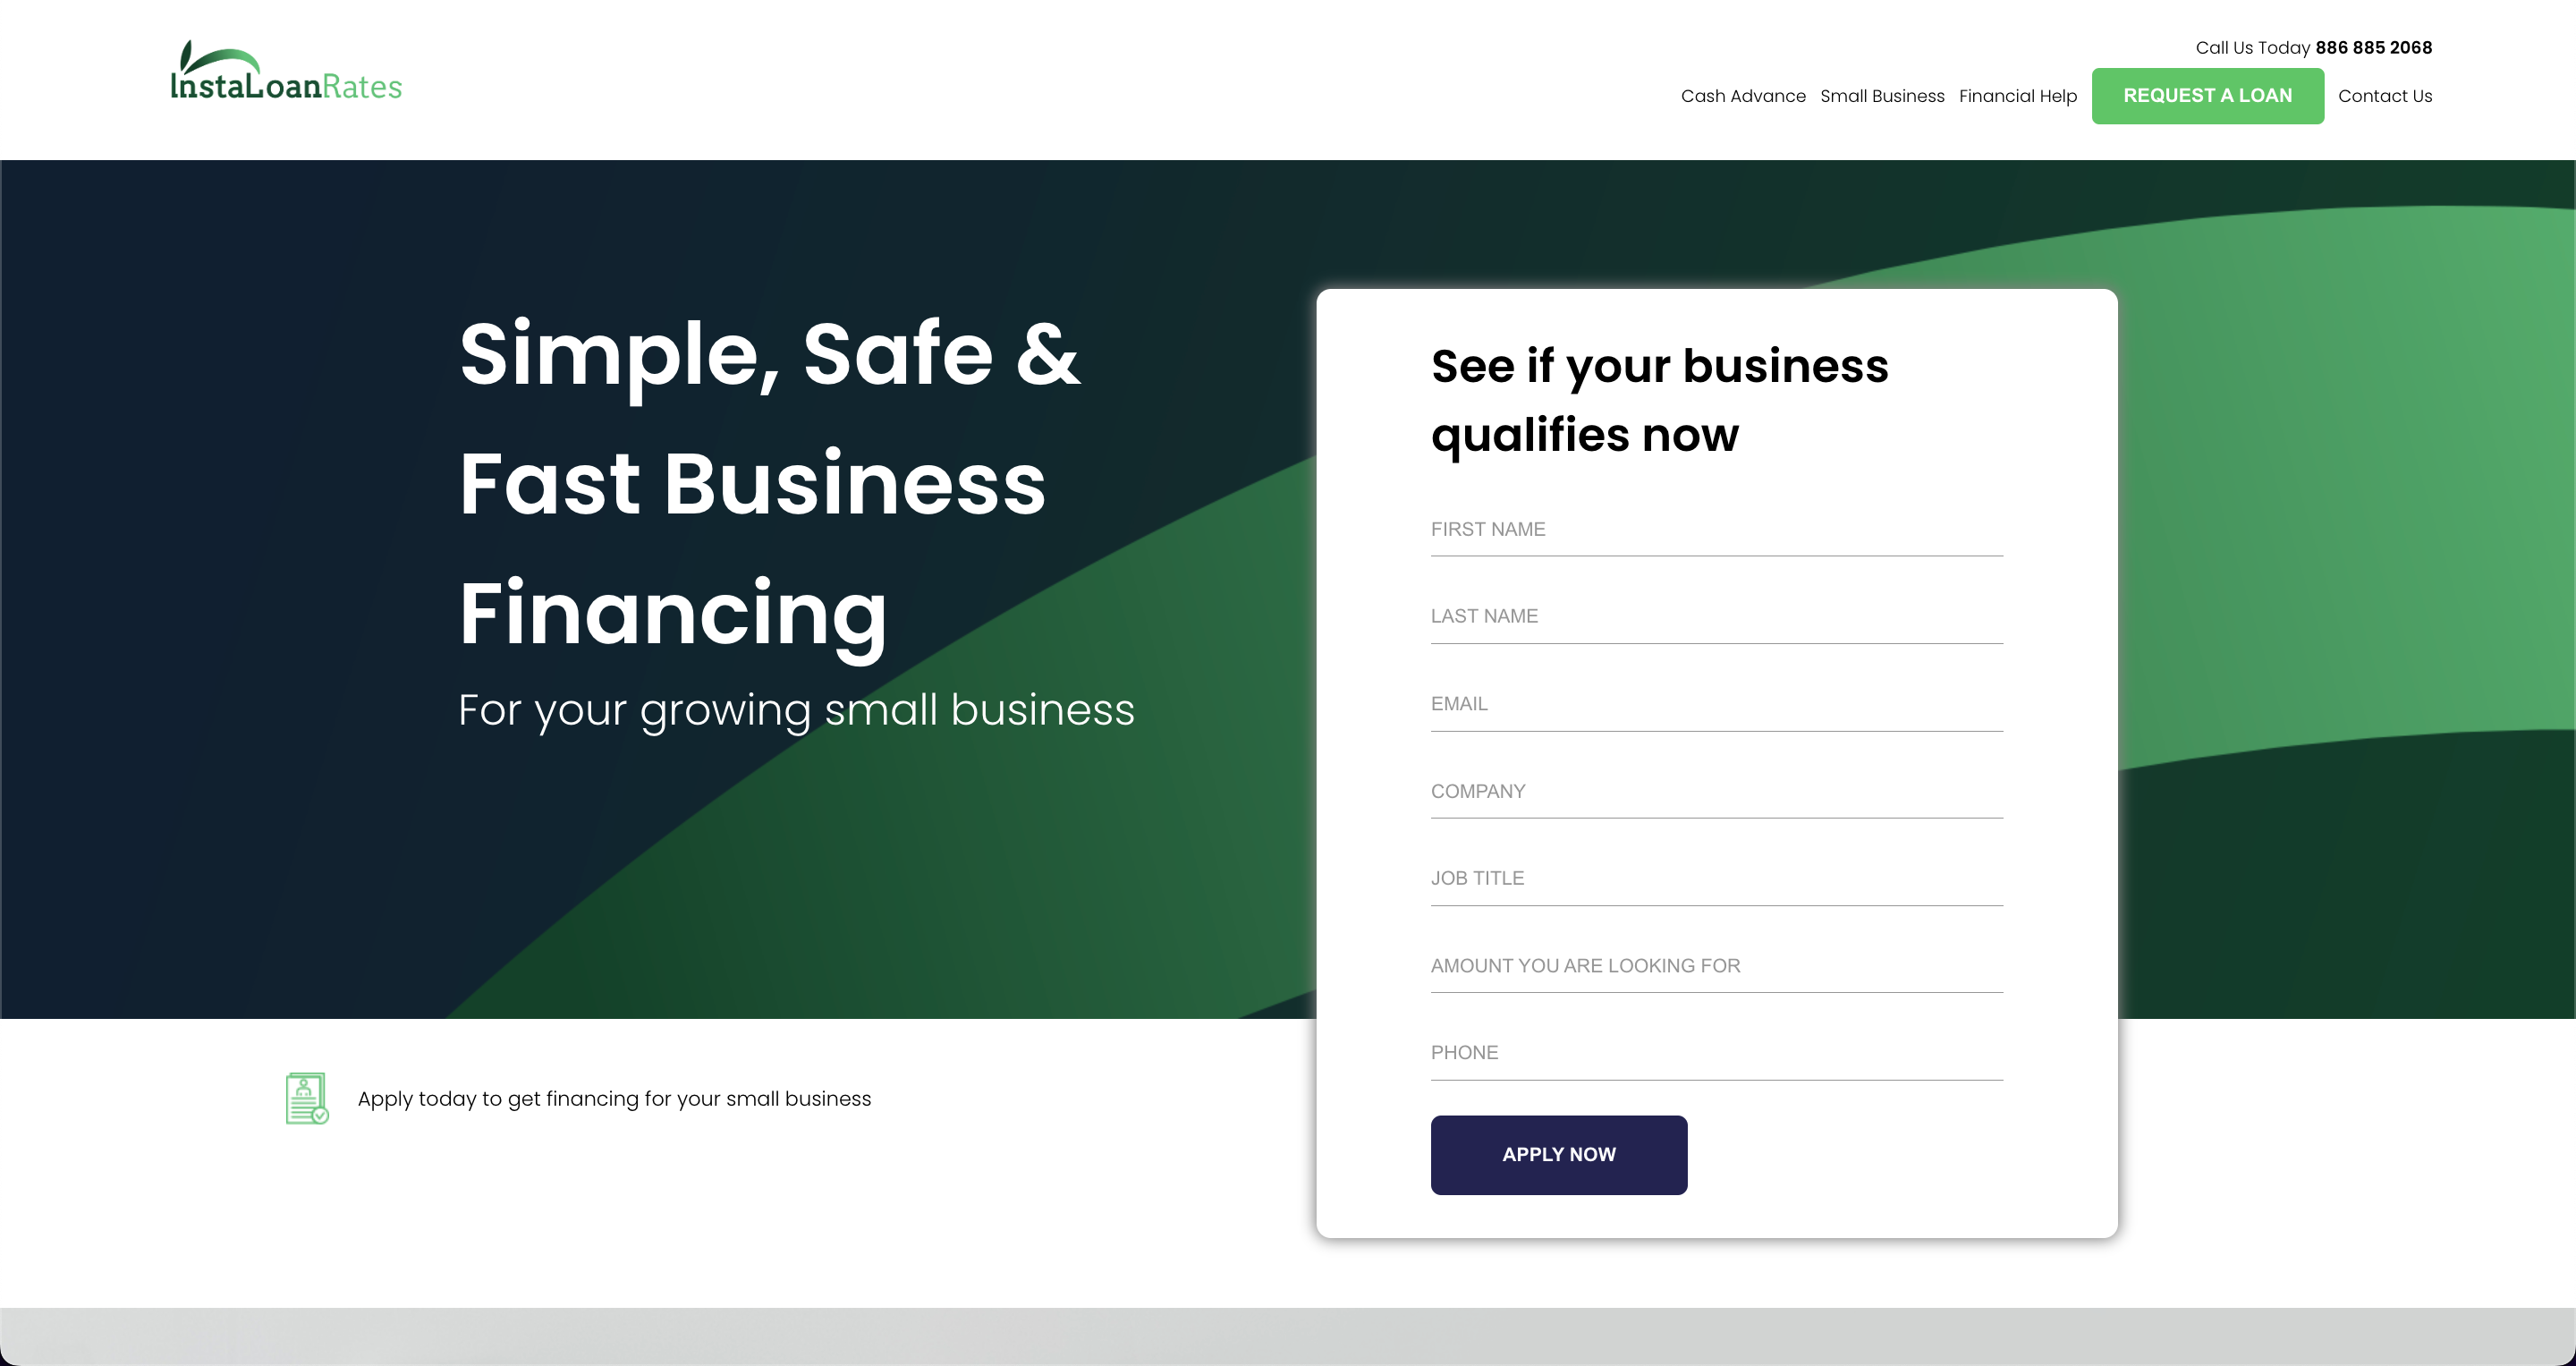 InstaLoanRates
Call Us Today 886 885 2068
Cash Advance Small Business Financial Help REQUEST A LOAN Contact Us
Simple, Safe &
Fast Business
Financing
For your growing small business
See if your business
qualifies now
FIRST NAME
LAST NAME
EMAIL
COMPANY
JOB TITLE
AMOUNT YOU ARE LOOKING FOR
PHONE
APPLY NOW
Apply today to get financing for your small business